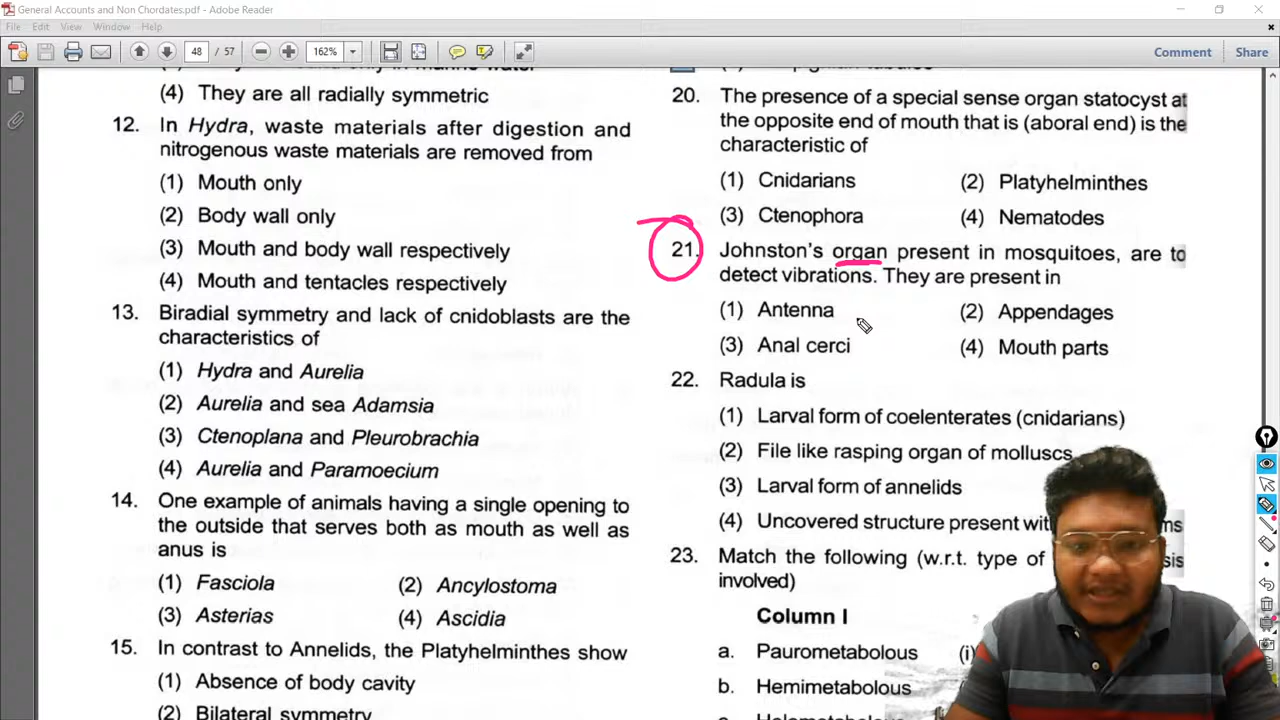 General Accounts and Non Chordates.pdf - Adobe Reader
File Edit View Window Help
48 / 57 162% Comment Share
(4) They are all radially symmetric
12. In Hydra, waste materials after digestion and
nitrogenous waste materials are removed from
(1) Mouth only
(2) Body wall only
(3) Mouth and body wall respectively
(4) Mouth and tentacles respectively
13. Biradial symmetry and lack of cnidoblasts are the
characteristics of
(1) Hydra and Aurelia
(2) Aurelia and sea Adamsia
(3) Ctenoplana and Pleurobrachia
(4) Aurelia and Paramoecium
14. One example of animals having a single opening to
the outside that serves both as mouth as well as
anus is
(1) Fasciola (2) Ancylostoma
(3) Asterias (4) Ascidia
15. In contrast to Annelids, the Platyhelminthes show
(1) Absence of body cavity
(2) Bilateral symmetry
20. The presence of a special sense organ statocyst at
the opposite end of mouth that is (aboral end) is the
characteristic of
(1) Cnidarians (2) Platyhelminthes
(3) Ctenophora (4) Nematodes
21. Johnston's organ present in mosquitoes, are to
detect vibrations. They are present in
(1) Antenna (2) Appendages
(3) Anal cerci (4) Mouth parts
22. Radula is
(1) Larval form of coelenterates (cnidarians)
(2) File like rasping organ of molluscs
(3) Larval form of annelids
(4) Uncovered structure present
23. Match the following (w.r.t. type of
involved)
Column I
a. Paurometabolous (i)
b. Hemimetabolous